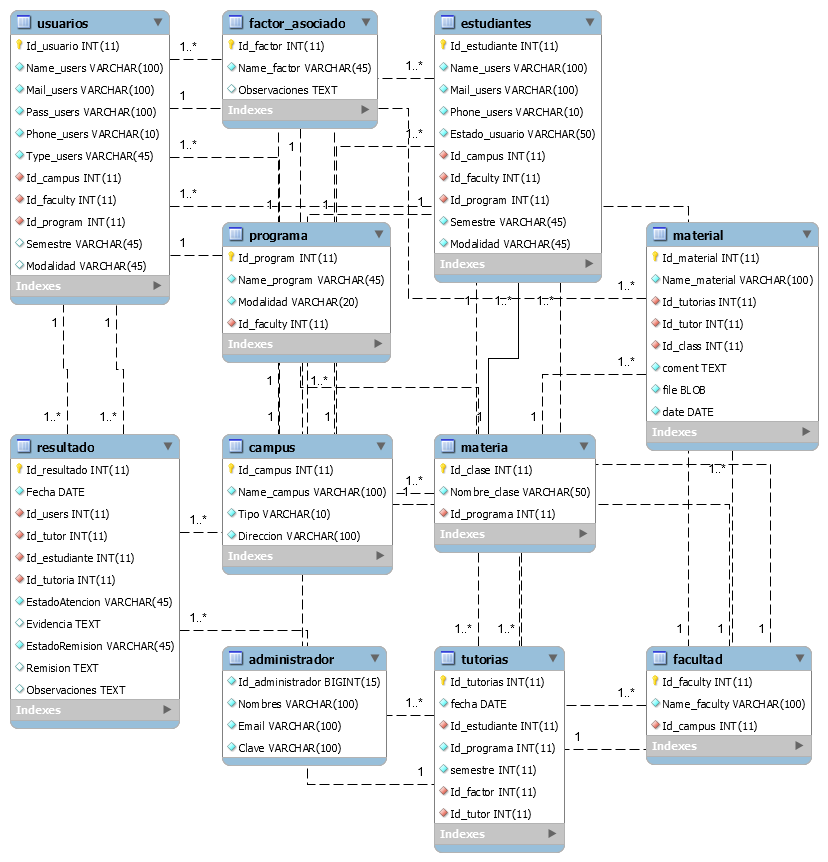 usuarios
Id_usuario INT(11)
Name_users VARCHAR(100)
Mail_users VARCHAR(100)
Pass_users VARCHAR(100)
Phone_users VARCHAR(10)
Type_users VARCHAR(45)
Id_campus INT(11)
Id_faculty INT(11)
Id_program INT(11)
Semestre VARCHAR(45)
Modalidad VARCHAR(45)
Indexes
factor_asociado
Id_factor INT(11)
Name_factor VARCHAR(45)
Observaciones TEXT
Indexes
estudiantes
Id_estudiante INT(11)
Name_users VARCHAR(100)
Mail_users VARCHAR(100)
Phone_users VARCHAR(10)
Estado_usuario VARCHAR(50)
Id_campus INT(11)
Id_faculty INT(11)
Id_program INT(11)
Semestre VARCHAR(45)
Modalidad VARCHAR(45)
Indexes
programa
Id_program INT(11)
Name_program VARCHAR(45)
Modalidad VARCHAR(20)
Id_faculty INT(11)
Indexes
material
Id_material INT(11)
Name_material VARCHAR(100)
Id_tutorias INT(11)
Id_tutor INT(11)
Id_class INT(11)
coment TEXT
file BLOB
date DATE
Indexes
resultado
Id_resultado INT(11)
Fecha DATE
Id_users INT(11)
Id_tutor INT(11)
Id_estudiante INT(11)
Id_tutoria INT(11)
EstadoAtencion VARCHAR(45)
Evidencia TEXT
EstadoRemision VARCHAR(45)
Remision TEXT
Observaciones TEXT
Indexes
campus
Id_campus INT(11)
Name_campus VARCHAR(100)
Tipo VARCHAR(10)
Direccion VARCHAR(100)
Indexes
materia
Id_clase INT(11)
Nombre_clase VARCHAR(50)
Id_programa INT(11)
Indexes
administrador
Id_administrador BIGINT(15)
Nombres VARCHAR(100)
Email VARCHAR(100)
Clave VARCHAR(100)
Indexes
tutorias
Id_tutorias INT(11)
fecha DATE
Id_estudiante INT(11)
Id_programa INT(11)
semestre INT(11)
Id_factor INT(11)
Id_tutor INT(11)
Indexes
facultad
Id_faculty INT(11)
Name_faculty VARCHAR(100)
Id_campus INT(11)
Indexes
1..*
1
1..*
1..*
1
1..*
1..*
1
1
1
1
1..*
1..*
1..*
1..*
1
1
1..*
1..*
1
1..*
1
1
1
1..*
1
1..*
1..*
1..*
1..*
1
1..*
1..*
1
1
1
1..*
1..*
1
1